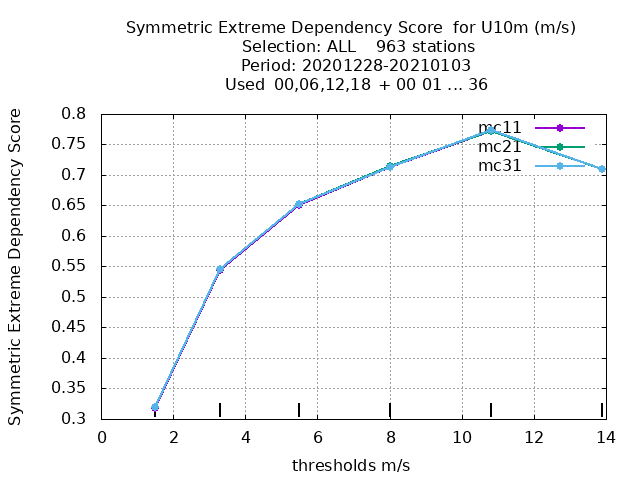 Symmetric Extreme Dependency Score  for U10m (m/s)
Selection: ALL    963 stations
Period: 20201228-20210103
Used  00,06,12,18  + 00 01 ... 36
Symmetric Extreme Dependency Score
0.8
0.75
0.7
0.65
0.6
0.55
0.5
0.45
0.4
0.35
0.3
mc11
mc21
mc31
0 2 4 6 8 10 12 14
thresholds m/s